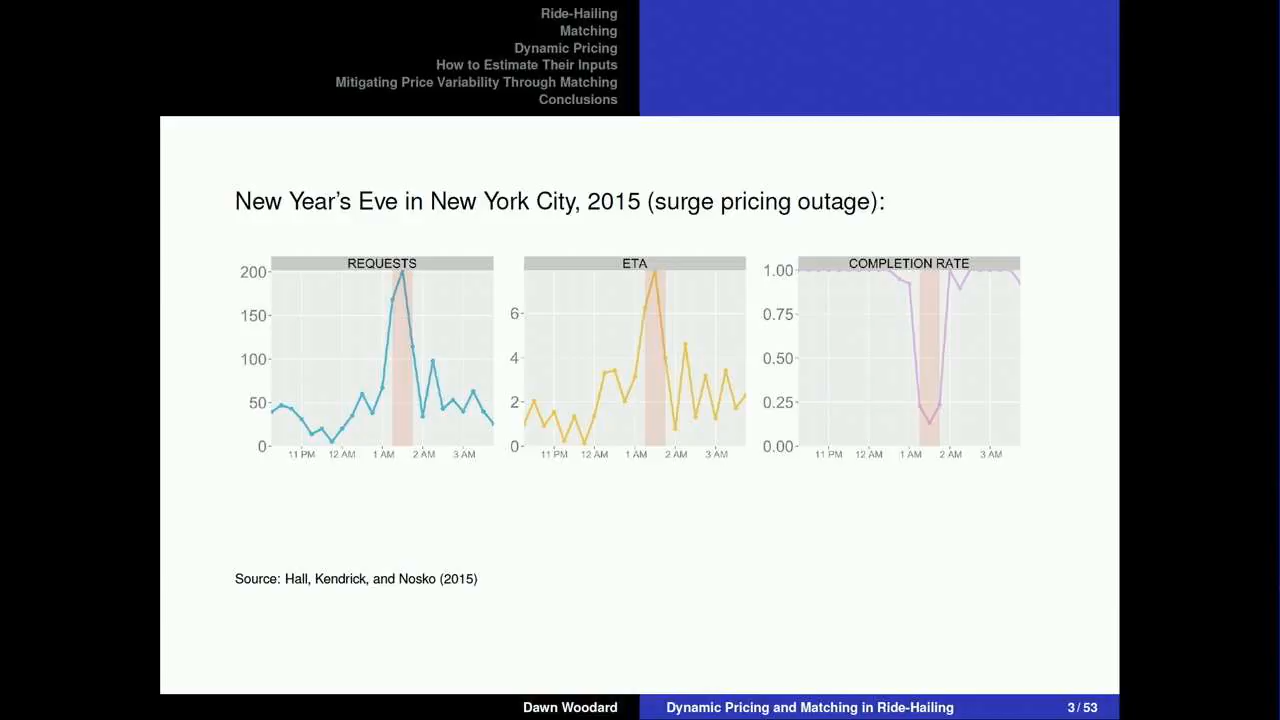 Ride-Hailing
Matching
Dynamic Pricing
How to Estimate Their Inputs
Mitigating Price Variability Through Matching
Conclusions
New Year's Eve in New York City, 2015 (surge pricing outage):
REQUESTS
200
150
100
50
0
11 PM 12 AM 1 AM 2 AM 3 AM
ETA
6
4
2
0
11 PM 12 AM 1 AM 2 AM 3 AM
COMPLETION RATE
1.00
0.75
0.50
0.25
0.00
11 PM 12 AM 1 AM 2 AM 3 AM
Source: Hall, Kendrick, and Nosko (2015)
Dawn Woodard Dynamic Pricing and Matching in Ride-Hailing 3 / 53